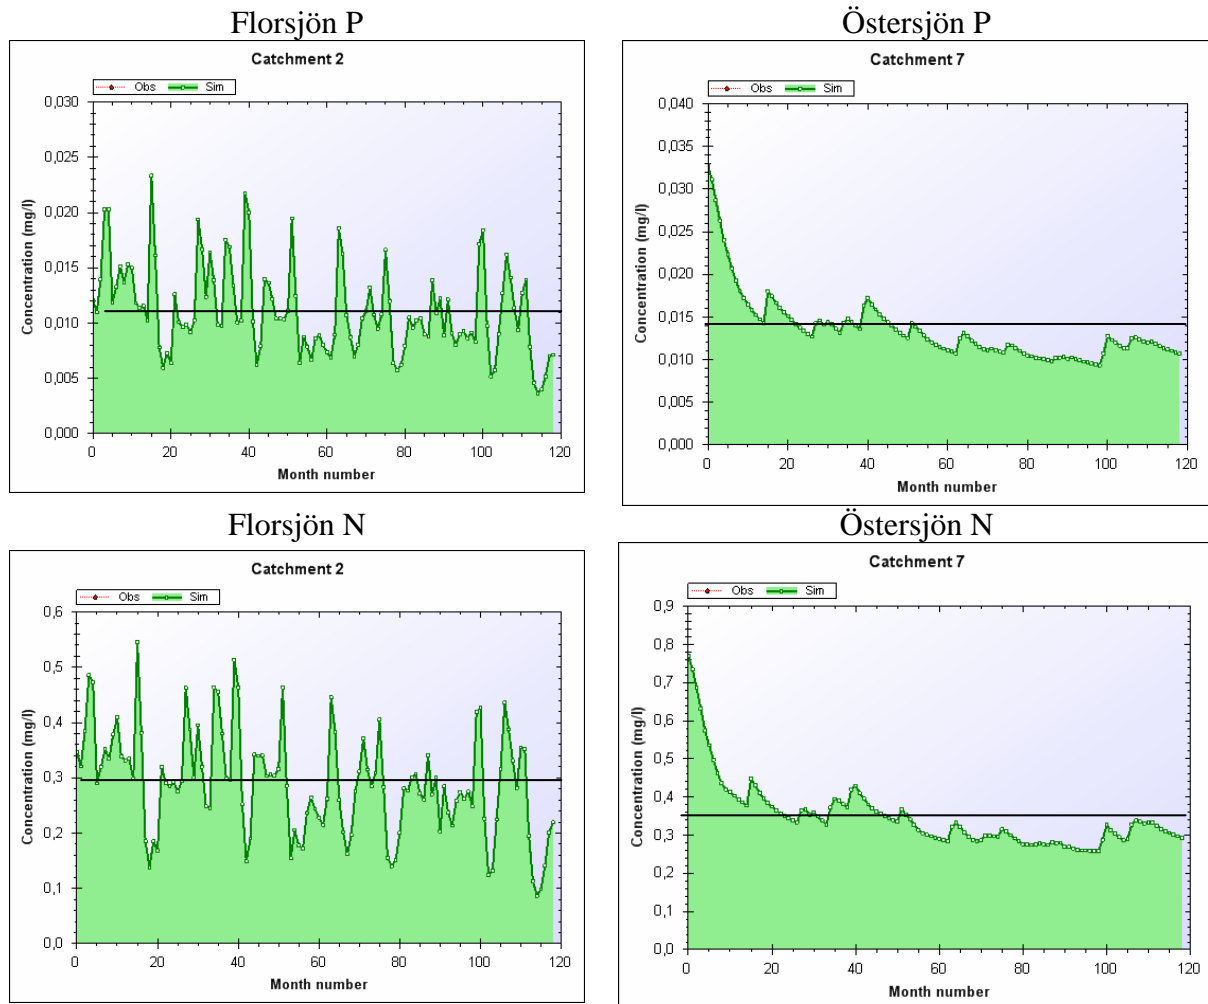 Florsjön P
Catchment 2
Obs Sim
Concentration (mg/l)
0,030
0,025
0,020
0,015
0,010
0,005
0,000
0 20 40 60 80 100 120
Month number
Östersjön P
Catchment 7
Obs Sim
Concentration (mg/l)
0,040
0,035
0,030
0,025
0,020
0,015
0,010
0,005
0,000
0 20 40 60 80 100 120
Month number
Florsjön N
Catchment 2
Obs Sim
Concentration (mg/l)
0,6
0,5
0,4
0,3
0,2
0,1
0,0
0 20 40 60 80 100 120
Month number
Östersjön N
Catchment 7
Obs Sim
Concentration (mg/l)
0,9
0,8
0,7
0,6
0,5
0,4
0,3
0,2
0,1
0,0
0 20 40 60 80 100 120
Month number